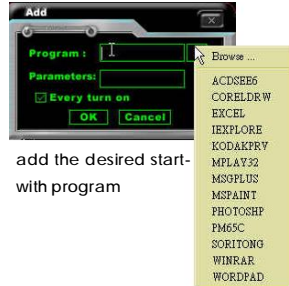 Add
Program :
Browse ...
Parameters:
Every turn on
OK Cancel
ACDSEE6
CORELDRW
EXCEL
IEXPLORE
KODAKPRV
MPLAY32
MSGPLUS
MSPAINT
PHOTOSHP
PM65C
SORITONG
WINRAR
WORDPAD
add the desired start-
with program